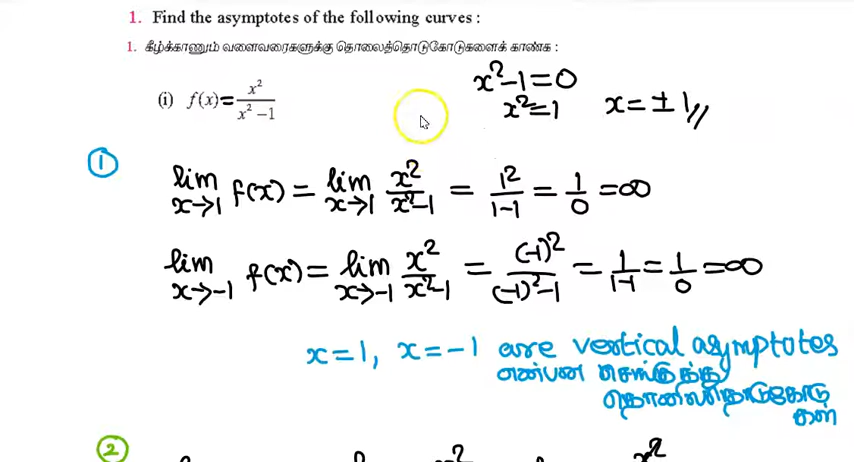 1. Find the asymptotes of the following curves :
1. கீழ்க்காணும் வளைவரைகளுக்கு தொலைத்தொடுகோடுகளைக் காண்க :
(i) f(x) = x²/(x² – 1)
x²-1=0
x²=1 x=±1//
① lim x→1 f(x) = lim x→1 x²/(x²-1) = 1²/(1-1) = 1/0 = ∞
lim x→-1 f(x) = lim x→-1 x²/(x²-1) = (-1)²/((-1)²-1) = 1/(1-1) = 1/0 = ∞
x=1, x=-1 are vertical asymptotes
என்பன செங்குத்து
தொலைத்தொடுகோடு
கள்
②